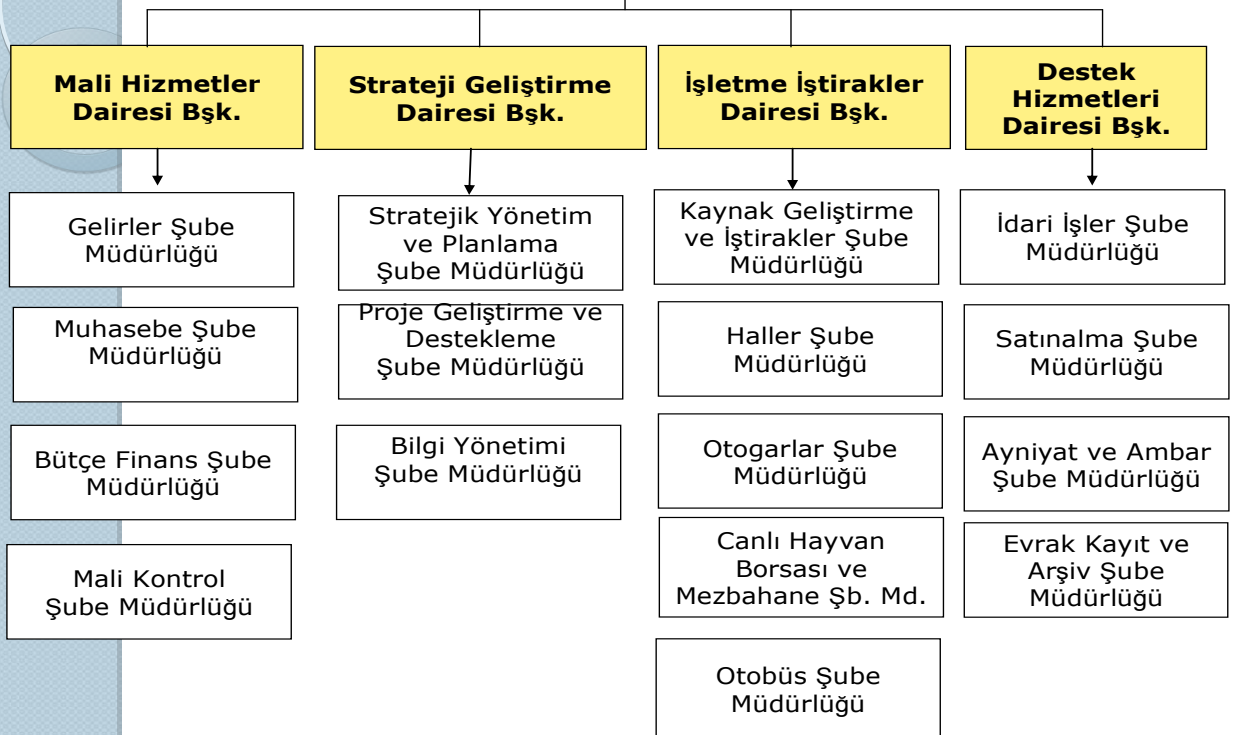 Mali Hizmetler
Dairesi Bşk.
Strateji Geliştirme
Dairesi Bşk.
İşletme İştirakler
Dairesi Bşk.
Destek
Hizmetleri
Dairesi Bşk.
Gelirler Şube
Müdürlüğü
Muhasebe Şube
Müdürlüğü
Bütçe Finans Şube
Müdürlüğü
Mali Kontrol
Şube Müdürlüğü
Stratejik Yönetim
ve Planlama
Şube Müdürlüğü
Proje Geliştirme ve
Destekleme
Şube Müdürlüğü
Bilgi Yönetimi
Şube Müdürlüğü
Kaynak Geliştirme
ve İştirakler Şube
Müdürlüğü
Haller Şube
Müdürlüğü
Otogarlar Şube
Müdürlüğü
Canlı Hayvan
Borsası ve
Mezbahane Şb. Md.
Otobüs Şube
Müdürlüğü
İdari İşler Şube
Müdürlüğü
Satınalma Şube
Müdürlüğü
Ayniyat ve Ambar
Şube Müdürlüğü
Evrak Kayıt ve
Arşiv Şube
Müdürlüğü